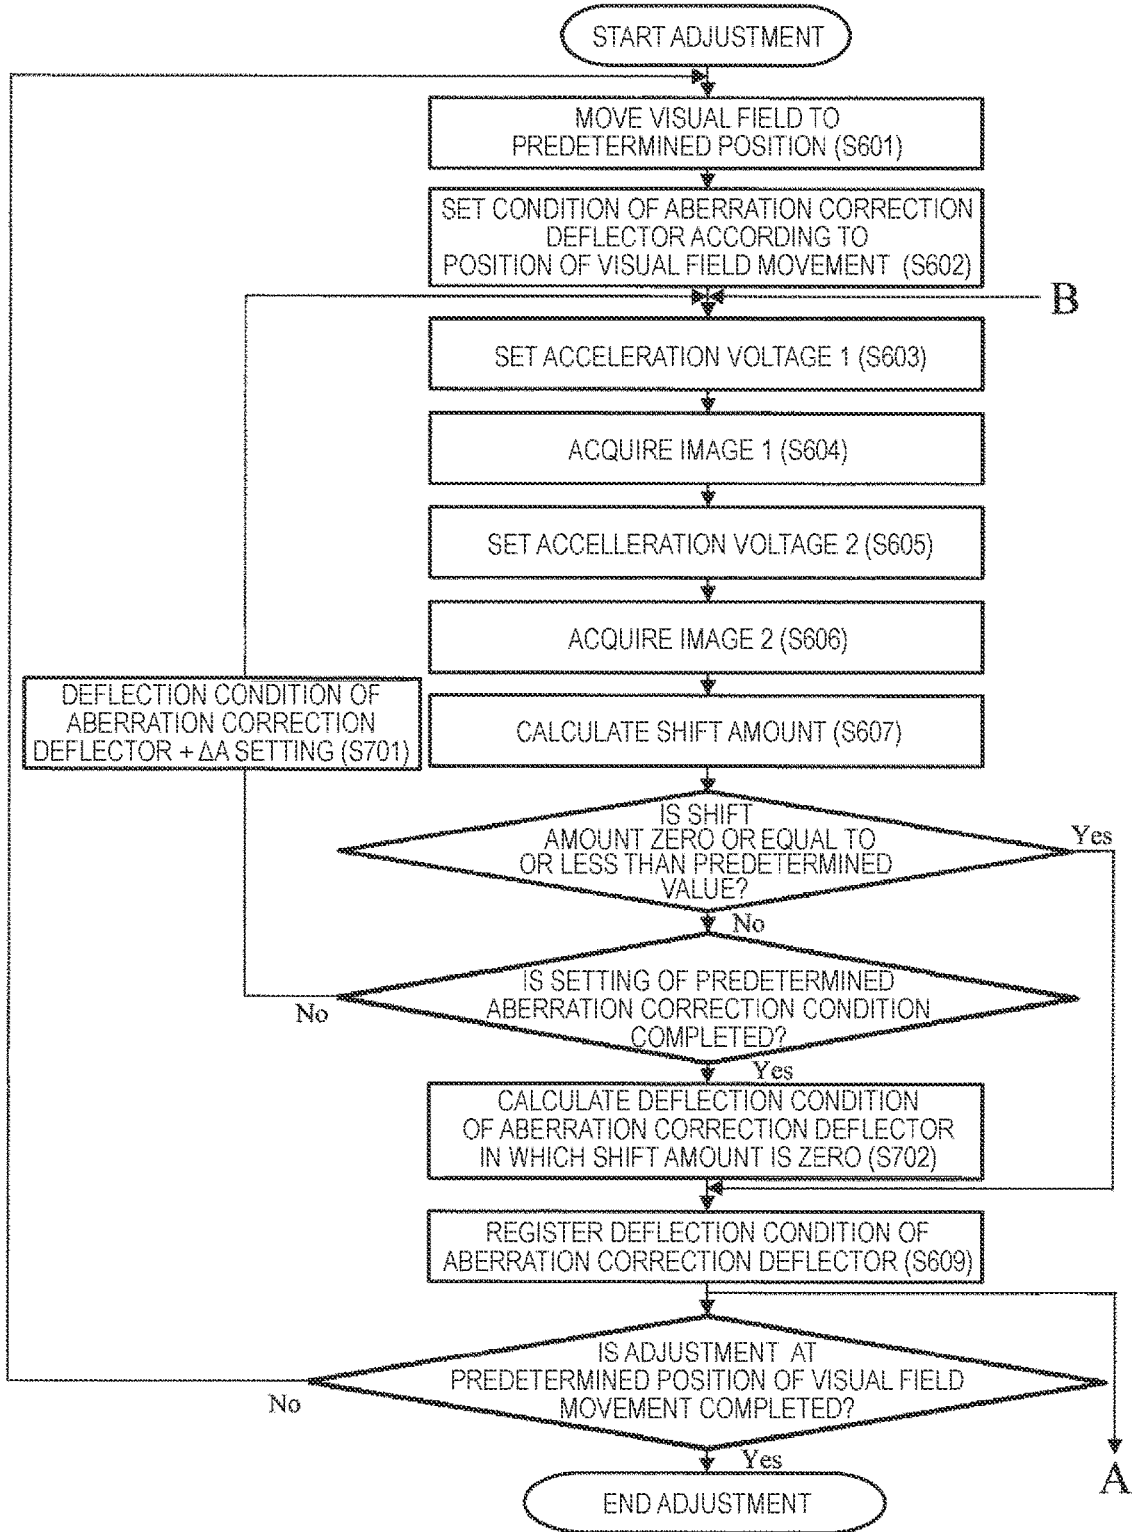 START ADJUSTMENT
MOVE VISUAL FIELD TO
PREDETERMINED POSITION (S601)
SET CONDITION OF ABERRATION CORRECTION
DEFLECTOR ACCORDING TO
POSITION OF VISUAL FIELD MOVEMENT (S602)
B
SET ACCELERATION VOLTAGE 1 (S603)
ACQUIRE IMAGE 1 (S604)
SET ACCELLERATION VOLTAGE 2 (S605)
ACQUIRE IMAGE 2 (S606)
DEFLECTION CONDITION OF
ABERRATION CORRECTION
DEFLECTOR + ΔA SETTING (S701)
CALCULATE SHIFT AMOUNT (S607)
IS SHIFT
AMOUNT ZERO OR EQUAL TO
OR LESS THAN PREDETERMINED
VALUE?
Yes
No
IS SETTING OF PREDETERMINED
ABERRATION CORRECTION CONDITION
COMPLETED?
No
Yes
CALCULATE DEFLECTION CONDITION
OF ABERRATION CORRECTION DEFLECTOR
IN WHICH SHIFT AMOUNT IS ZERO (S702)
REGISTER DEFLECTION CONDITION OF
ABERRATION CORRECTION DEFLECTOR (S609)
IS ADJUSTMENT AT
PREDETERMINED POSITION OF VISUAL FIELD
MOVEMENT COMPLETED?
No
Yes
A
END ADJUSTMENT